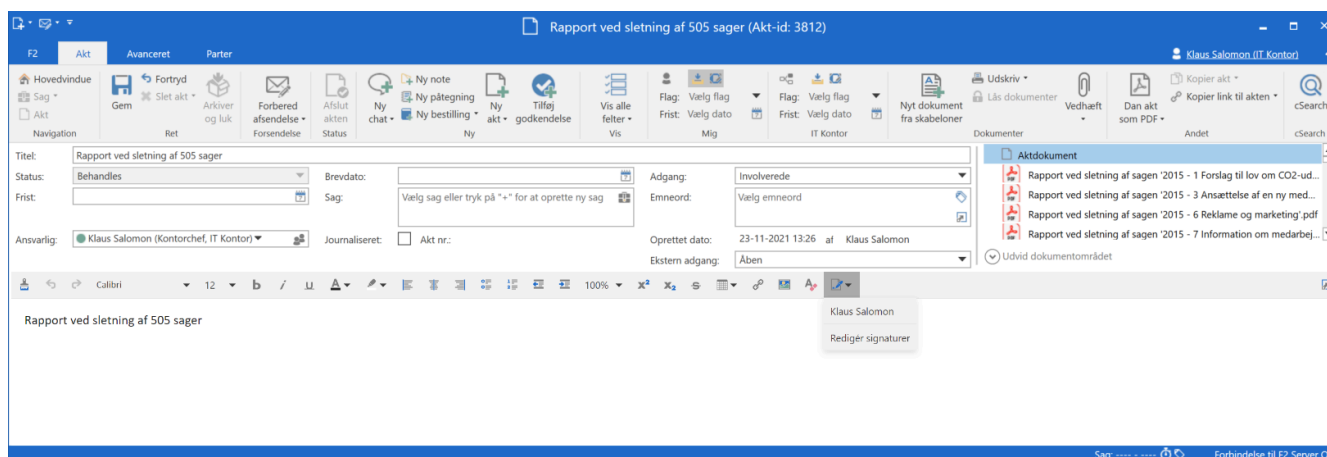 Rapport ved sletning af 505 sager (Akt-id: 3812)
F2 Akt Avanceret Parter Klaus Salomon (IT Kontor)
Hovedvindue
Sag
Akt
Navigation
Gem
Fortryd
Slet akt
Arkiver og luk
Ret
Forbered afsendelse
Forsendelse
Afslut akten
Status
Ny chat
Ny note
Ny påtegning
Ny bestilling
Ny akt
Tilføj godkendelse
Ny
Vis alle felter
Vis
Flag: Vælg flag
Frist: Vælg dato
Mig
Flag: Vælg flag
Frist: Vælg dato
IT Kontor
Nyt dokument fra skabeloner
Udskriv
Lås dokumenter
Vedhæft
Dokumenter
Dan akt som PDF
Kopier akt
Kopier link til akten
Andet
cSearch
cSearch
Titel: Rapport ved sletning af 505 sager
Status: Behandles
Brevdato:
Adgang: Involverede
Frist:
Sag: Vælg sag eller tryk på "+" for at oprette ny sag
Emneord: Vælg emneord
Ansvarlig: Klaus Salomon (Kontorchef, IT Kontor)
Journaliseret: Akt nr.:
Oprettet dato: 23-11-2021 13:26 af Klaus Salomon
Ekstern adgang: Åben
Aktdokument
Rapport ved sletning af sagen '2015 - 1 Forslag til lov om CO2-ud...
Rapport ved sletning af sagen '2015 - 3 Ansættelse af en ny med...
Rapport ved sletning af sagen '2015 - 6 Reklame og marketing'.pdf
Rapport ved sletning af sagen '2015 - 7 Information om medarbej...
Udvid dokumentområdet
Calibri 12 b i u A 100% x² x₂ S
Klaus Salomon
Redigér signaturer
Rapport ved sletning af 505 sager
Sag: ---- - ---- Forbindelse til F2 Server O